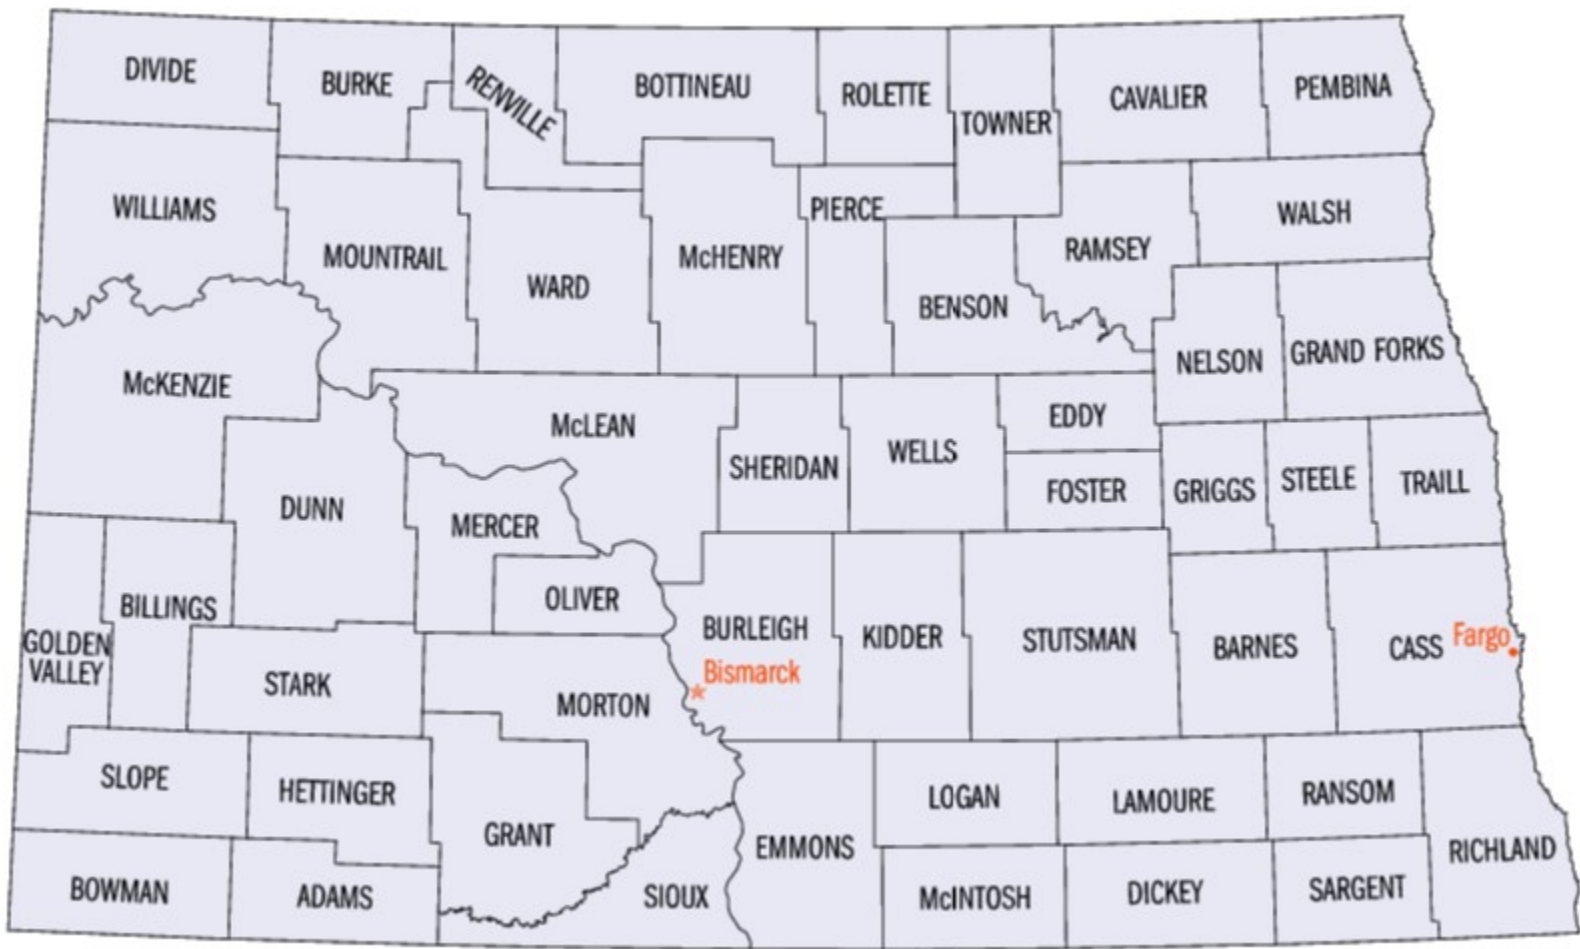 DIVIDE
BURKE
RENVILLE
BOTTINEAU
ROLETTE
TOWNER
CAVALIER
PEMBINA
WILLIAMS
MOUNTRAIL
WARD
McHENRY
PIERCE
BENSON
RAMSEY
WALSH
McKENZIE
McLEAN
SHERIDAN
WELLS
EDDY
FOSTER
NELSON
GRAND FORKS
GRIGGS
STEELE
TRAILL
DUNN
MERCER
OLIVER
GOLDEN
VALLEY
BILLINGS
STARK
MORTON
BURLEIGH
Bismarck
KIDDER
STUTSMAN
BARNES
CASS
Fargo
SLOPE
HETTINGER
GRANT
EMMONS
LOGAN
LAMOURE
RANSOM
RICHLAND
BOWMAN
ADAMS
SIOUX
McINTOSH
DICKEY
SARGENT